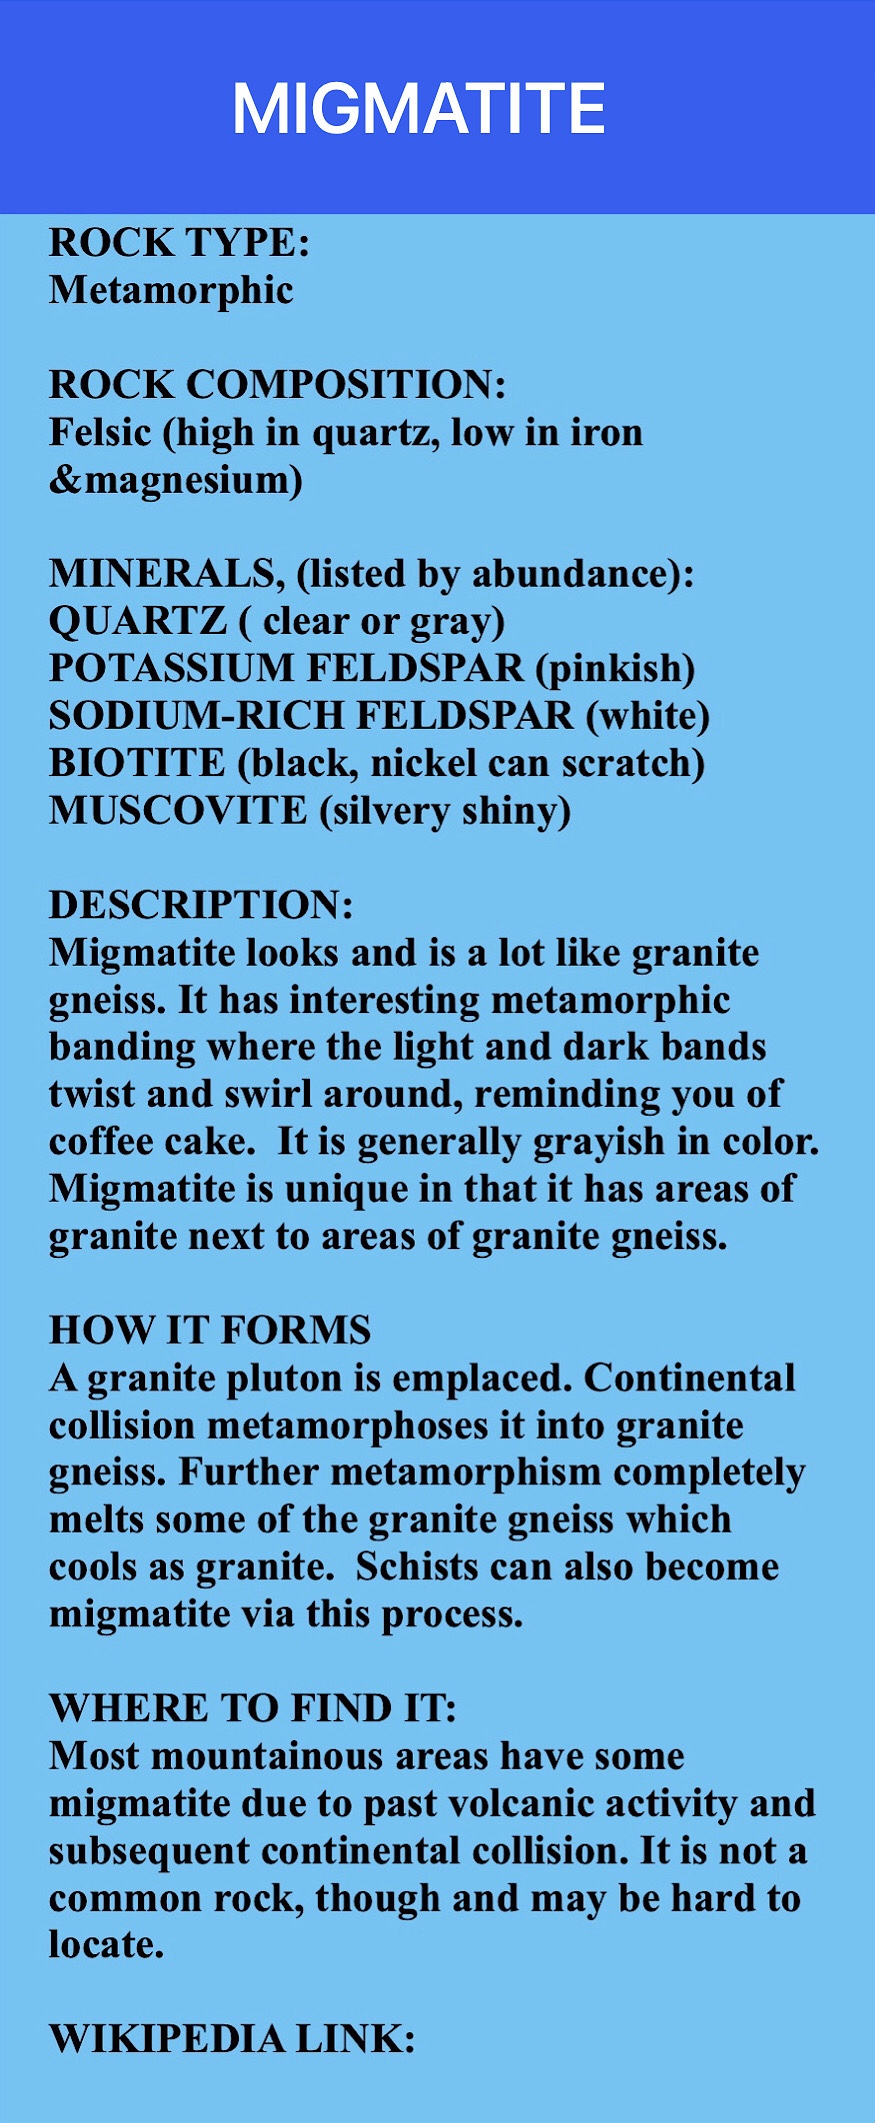 MIGMATITE
ROCK TYPE:
Metamorphic
ROCK COMPOSITION:
Felsic (high in quartz, low in iron
&magnesium)
MINERALS, (listed by abundance):
QUARTZ ( clear or gray)
POTASSIUM FELDSPAR (pinkish)
SODIUM-RICH FELDSPAR (white)
BIOTITE (black, nickel can scratch)
MUSCOVITE (silvery shiny)
DESCRIPTION:
Migmatite looks and is a lot like granite
gneiss. It has interesting metamorphic
banding where the light and dark bands
twist and swirl around, reminding you of
coffee cake.  It is generally grayish in color.
Migmatite is unique in that it has areas of
granite next to areas of granite gneiss.
HOW IT FORMS
A granite pluton is emplaced. Continental
collision metamorphoses it into granite
gneiss. Further metamorphism completely
melts some of the granite gneiss which
cools as granite.  Schists can also become
migmatite via this process.
WHERE TO FIND IT:
Most mountainous areas have some
migmatite due to past volcanic activity and
subsequent continental collision. It is not a
common rock, though and may be hard to
locate.
WIKIPEDIA LINK: